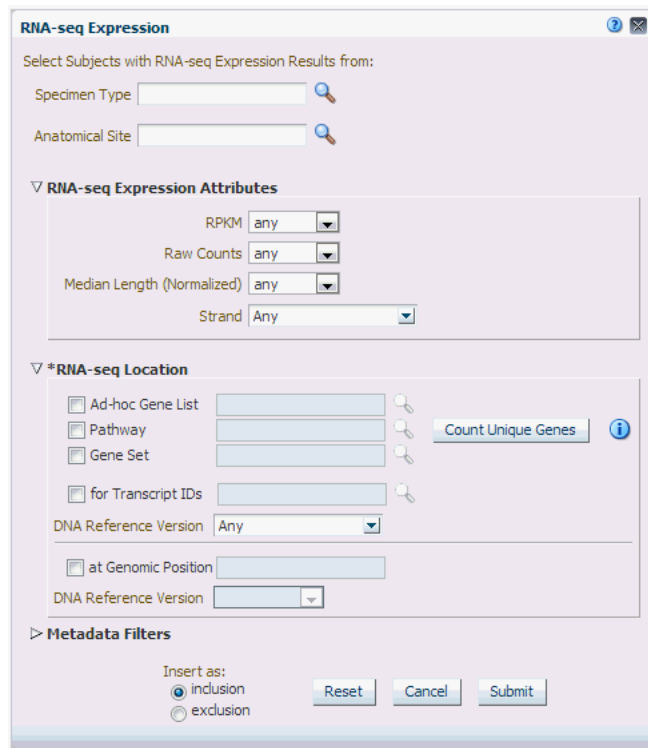 RNA-seq Expression
Select Subjects with RNA-seq Expression Results from:
Specimen Type
Anatomical Site
RNA-seq Expression Attributes
RPKM any
Raw Counts any
Median Length (Normalized) any
Strand Any
*RNA-seq Location
Ad-hoc Gene List
Pathway Count Unique Genes
Gene Set
for Transcript IDs
DNA Reference Version Any
at Genomic Position
DNA Reference Version
Metadata Filters
Insert as:
inclusion Reset Cancel Submit
exclusion